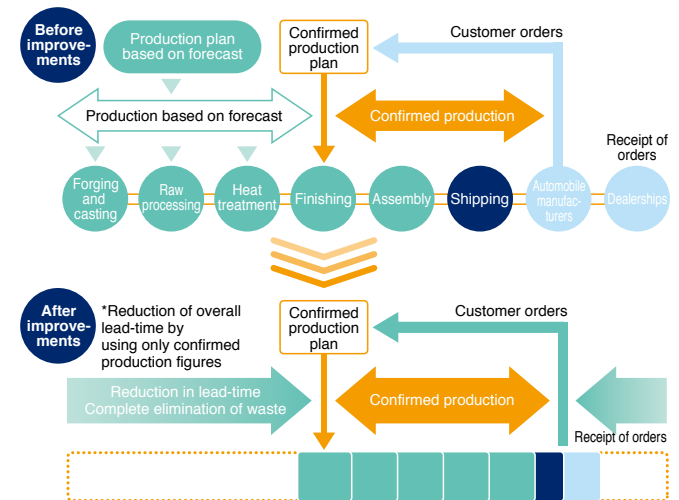 Before
improve-
ments
Production plan
based on forecast
Confirmed
production
plan
Customer orders
Production based on forecast
Confirmed production
Receipt of
orders
Forging
and
casting
Raw
processing
Heat
treatment
Finishing
Assembly
Shipping
Automobile
manufac-
turers
Dealerships
After
improve-
ments
*Reduction of overall
lead-time by
using only confirmed
production figures
Confirmed
production
plan
Customer orders
Reduction in lead-time
Complete elimination of waste
Confirmed production
Receipt of orders